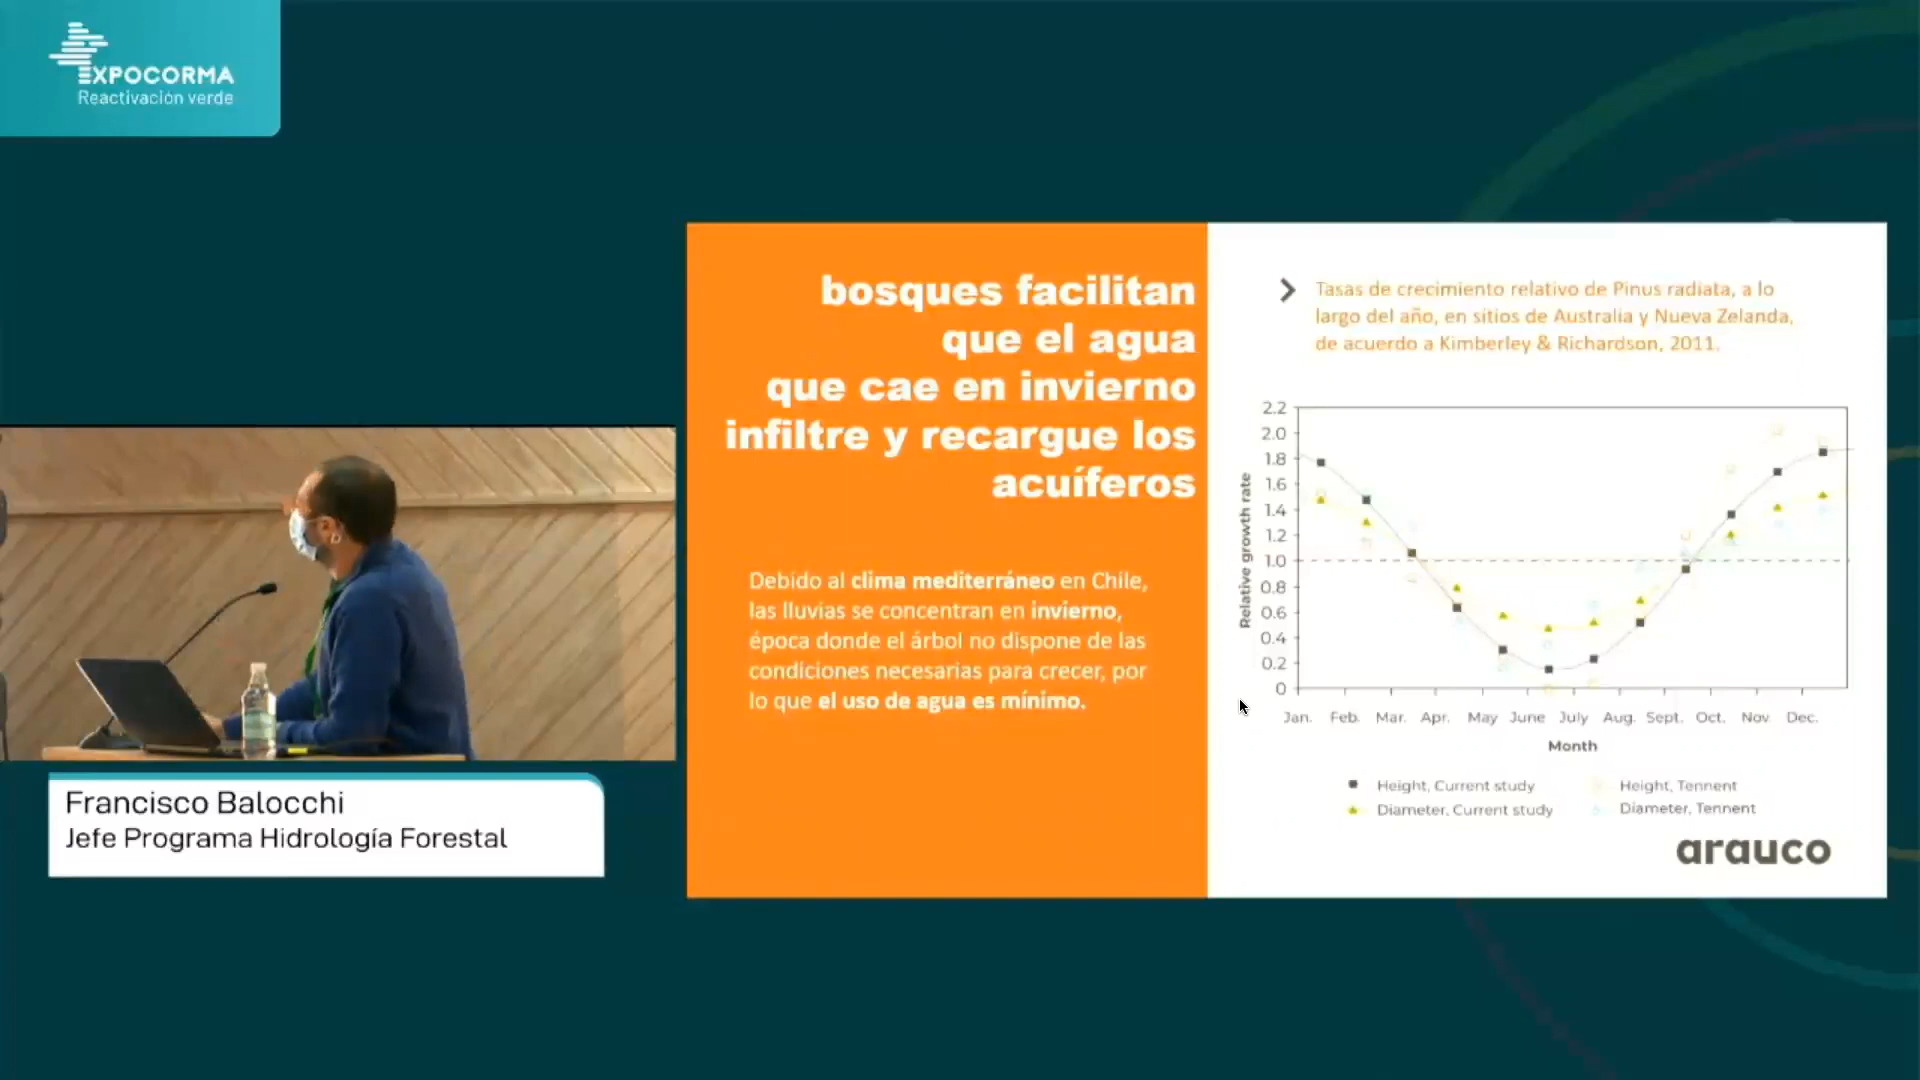 EXPOCORMA
Reactivación verde
bosques facilitan
que el agua
que cae en invierno
infiltre y recargue los
acuíferos
Debido al clima mediterráneo en Chile,
las lluvias se concentran en invierno,
época donde el árbol no dispone de las
condiciones necesarias para crecer, por
lo que el uso de agua es mínimo.
Tasas de crecimiento relativo de Pinus radiata, a lo
largo del año, en sitios de Australia y Nueva Zelanda,
de acuerdo a Kimberley & Richardson, 2011.
Relative growth rate
2.2
2.0
1.8
1.6
1.4
1.2
1.0
0.8
0.6
0.4
0.2
0
Jan. Feb. Mar. Apr. May June July Aug. Sept. Oct. Nov Dec.
Month
Height, Current study
Height, Tennent
Diameter, Current study
Diameter, Tennent
arauco
Francisco Balocchi
Jefe Programa Hidrología Forestal